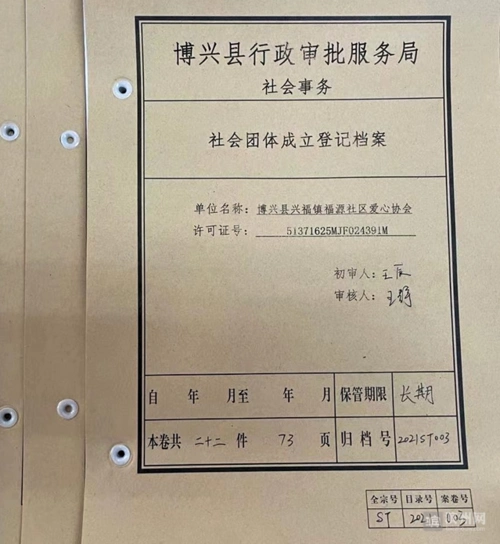 博兴县行政审批服务局
社会事务
社会团体成立登记档案
单位名称：博兴县兴福镇福源社区爱心协会
许可证号：51371625MJF024391M
初审人：王辰
审核人：王
自 年 月至 年 月 保管期限 长期
本卷共 二十二 件 73 页 归档号 2021ST003
全宗号 目录号 案卷号
ST 202 003